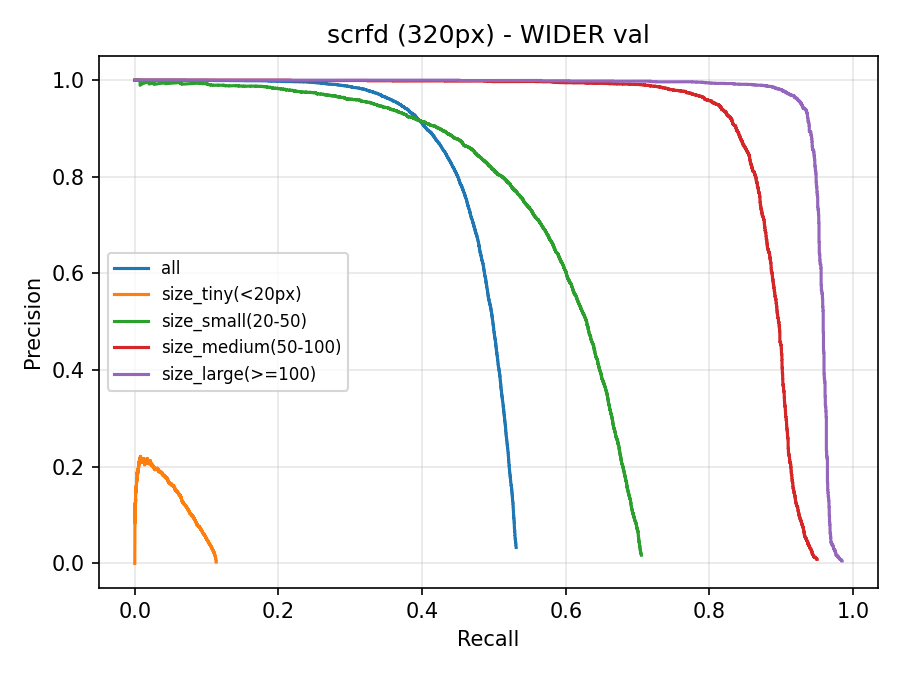 scrfd (320px) - WIDER val
Precision
1.0
0.8
0.6
0.4
0.2
0.0
all
size_tiny(<20px)
size_small(20-50)
size_medium(50-100)
size_large(>=100)
0.0 0.2 0.4 0.6 0.8 1.0
Recall